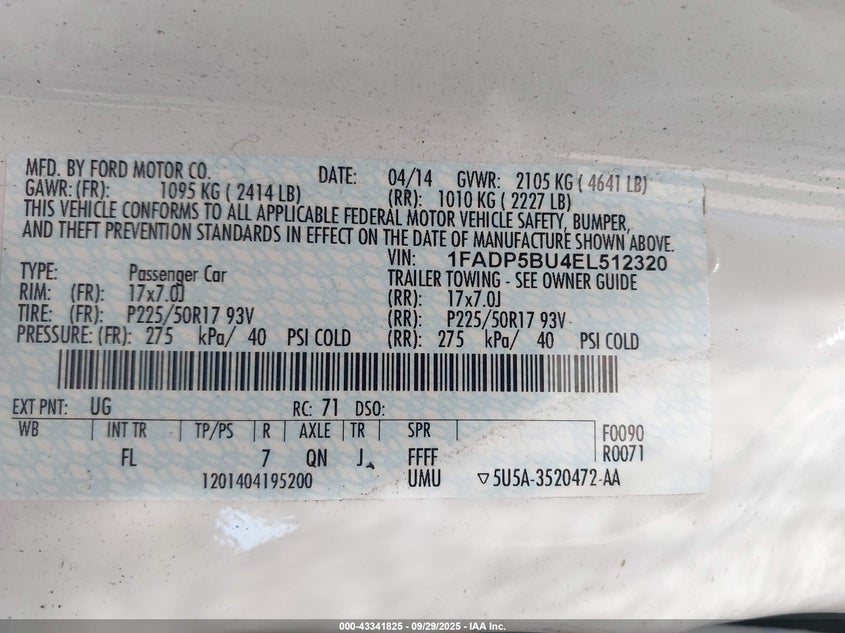 MFD. BY FORD MOTOR CO. DATE: 04/14 GVWR: 2105 KG ( 4641 LB)
GAWR: (FR): 1095 KG ( 2414 LB) (RR): 1010 KG ( 2227 LB)
THIS VEHICLE CONFORMS TO ALL APPLICABLE FEDERAL MOTOR VEHICLE SAFETY, BUMPER,
AND THEFT PREVENTION STANDARDS IN EFFECT ON THE DATE OF MANUFACTURE SHOWN ABOVE.
VIN: 1FADP5BU4EL512320
TYPE: Passenger Car TRAILER TOWING - SEE OWNER GUIDE
RIM: (FR): 17x7.0J (RR): 17x7.0J
TIRE: (FR): P225/50R17 93V (RR): P225/50R17 93V
PRESSURE: (FR): 275 kPa/ 40 PSI COLD (RR): 275 kPa/ 40 PSI COLD
EXT PNT: UG RC: 71 DSO:
WB INT TR TP/PS R AXLE TR SPR F0090
FL 7 QN J FFFF R0071
1201404195200 UMU ▽5U5A-3520472-AA
000-43341825 - 09/29/2025 - IAA Inc.